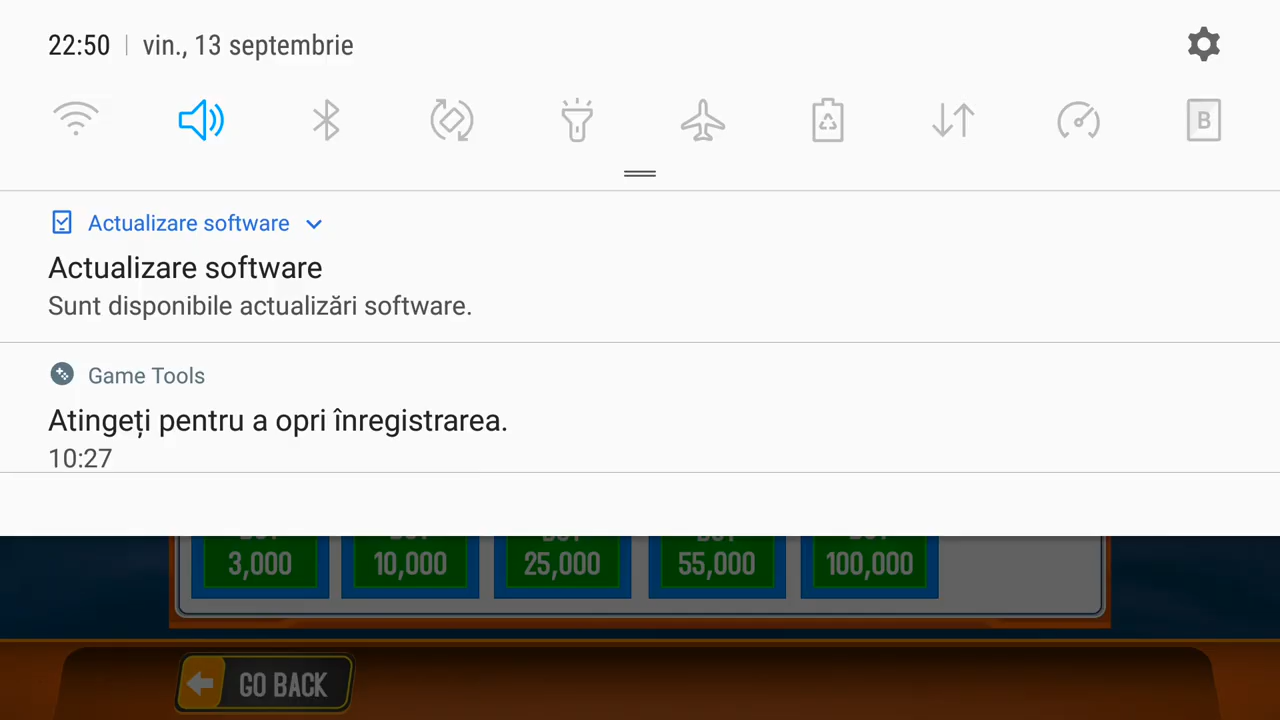 22:50 | vin., 13 septembrie
B
Actualizare software
Actualizare software
Sunt disponibile actualizări software.
Game Tools
Atingeți pentru a opri înregistrarea.
10:27
3,000 10,000 25,000 55,000 100,000
GO BACK